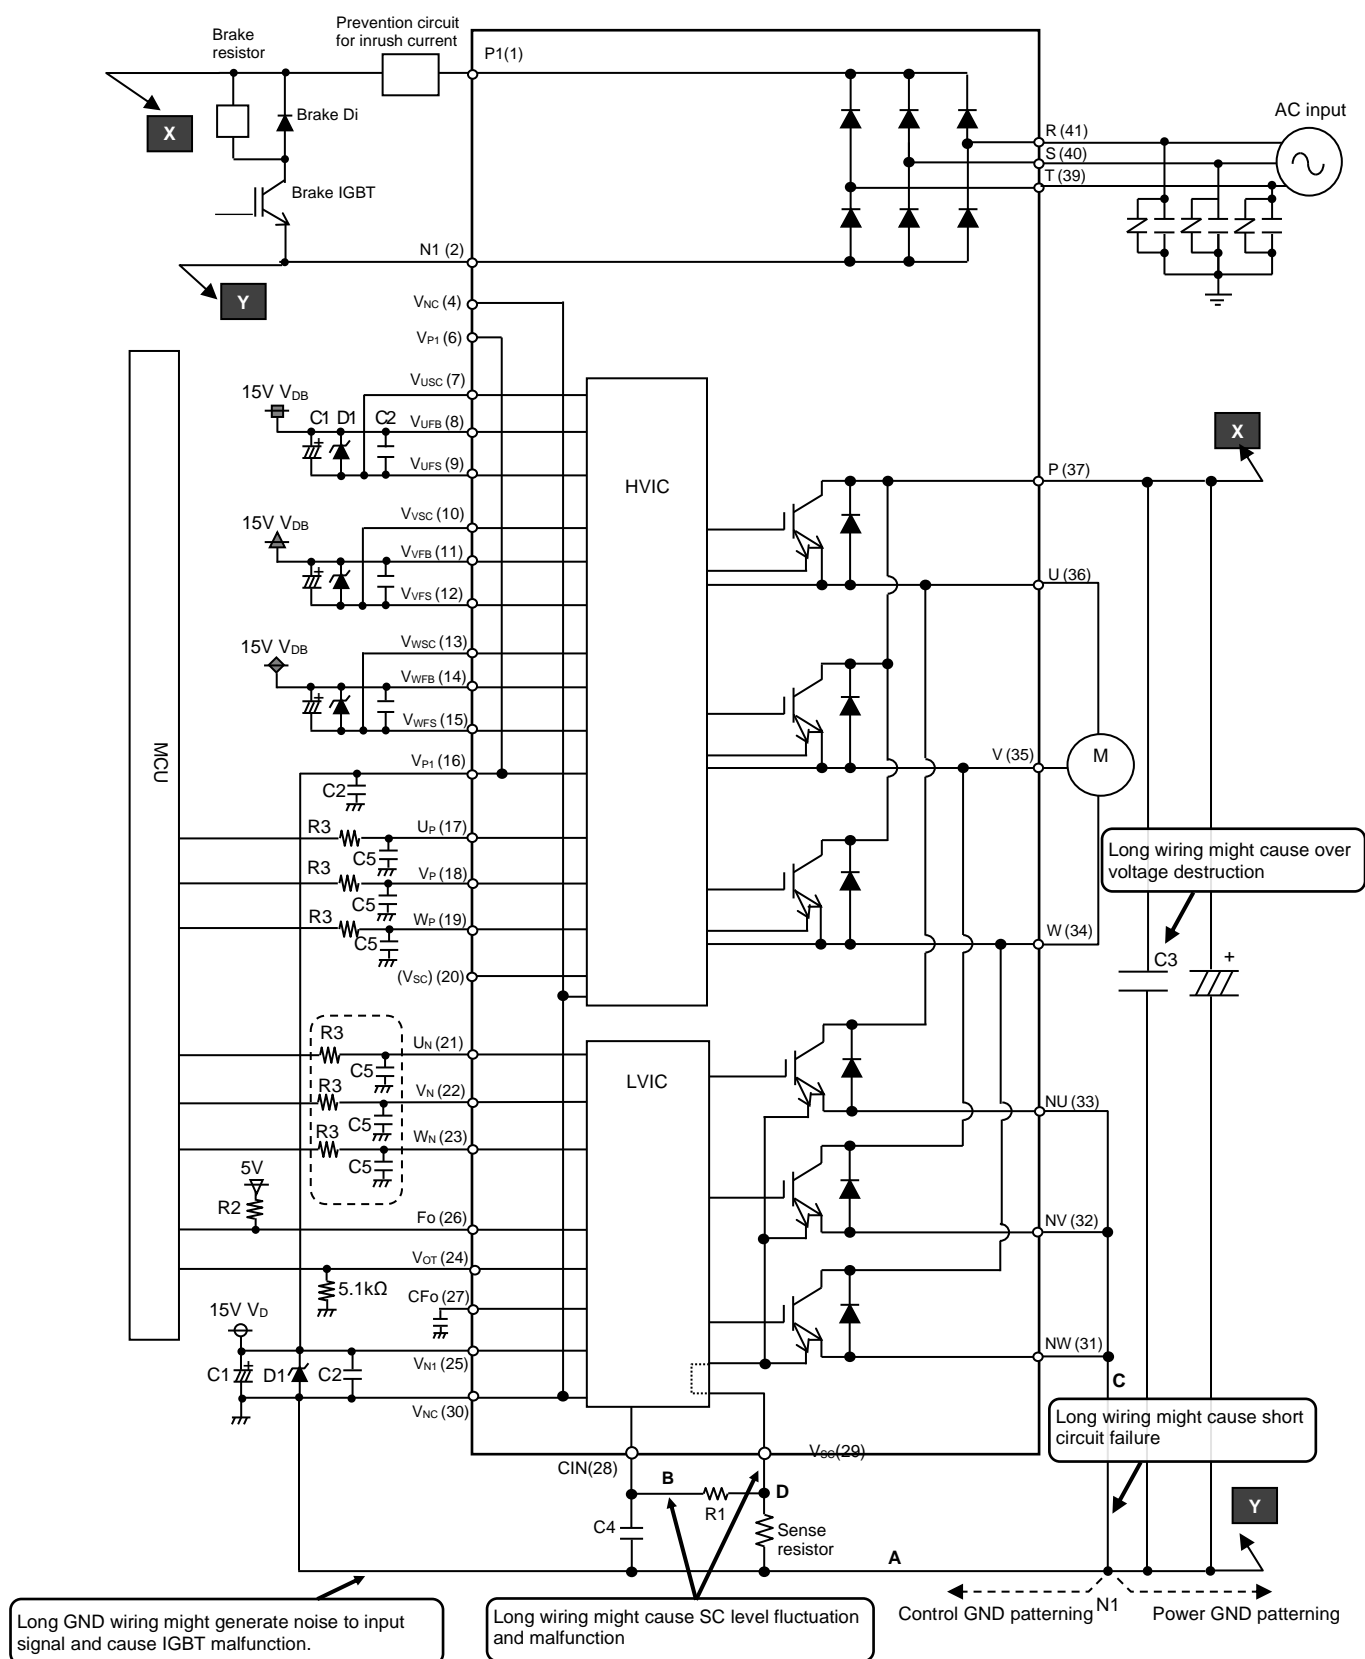 Brake
resistor
Prevention circuit
for inrush current
P1(1)
X
Brake Di
Brake IGBT
AC input
R (41)
S (40)
T (39)
N1 (2)
Y
VNC (4)
VP1 (6)
MCU
15V VDB
C1 D1 C2
VUSC (7)
VUFB (8)
VUFS (9)
HVIC
X
P (37)
15V VDB
VVSC (10)
VVFB (11)
VVFS (12)
U (36)
15V VDB
VWSC (13)
VWFB (14)
VWFS (15)
V (35)
M
VP1 (16)
C2
R3
UP (17)
C5
R3
VP (18)
C5
R3
WP (19)
C5
Long wiring might cause over
voltage destruction
W (34)
C3
+
(VSC) (20)
R3
UN (21)
C5
LVIC
R3
VN (22)
C5
NU (33)
R3
WN (23)
C5
5V
R2
Fo (26)
NV (32)
VOT (24)
5.1kΩ
CFo (27)
15V VD
C1
D1
C2
VN1 (25)
NW (31)
C
VNC (30)
Long wiring might cause short
circuit failure
VSC(29)
CIN(28)
B
D
R1
C4
Sense
resistor
A
Y
Control GND patterning
N1
Power GND patterning
Long GND wiring might generate noise to input
signal and cause IGBT malfunction.
Long wiring might cause SC level fluctuation
and malfunction